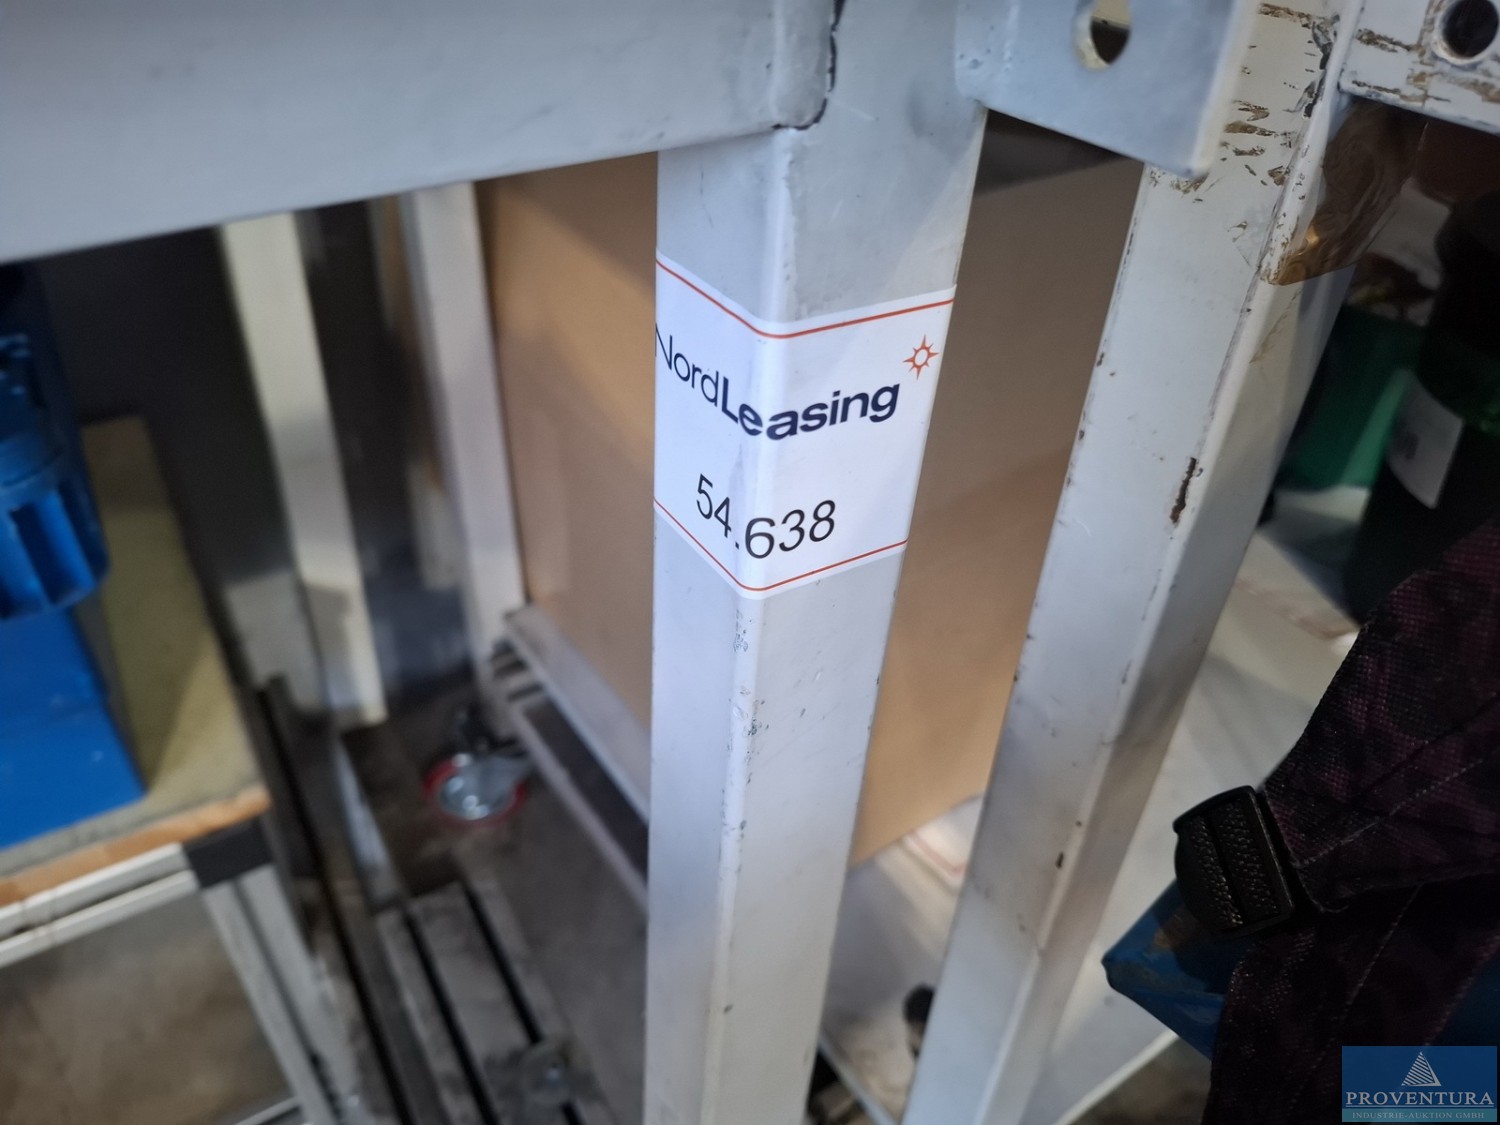 NordLeasing
54.638
PROVENTURA
INDUSTRIE-AUKTION GMBH